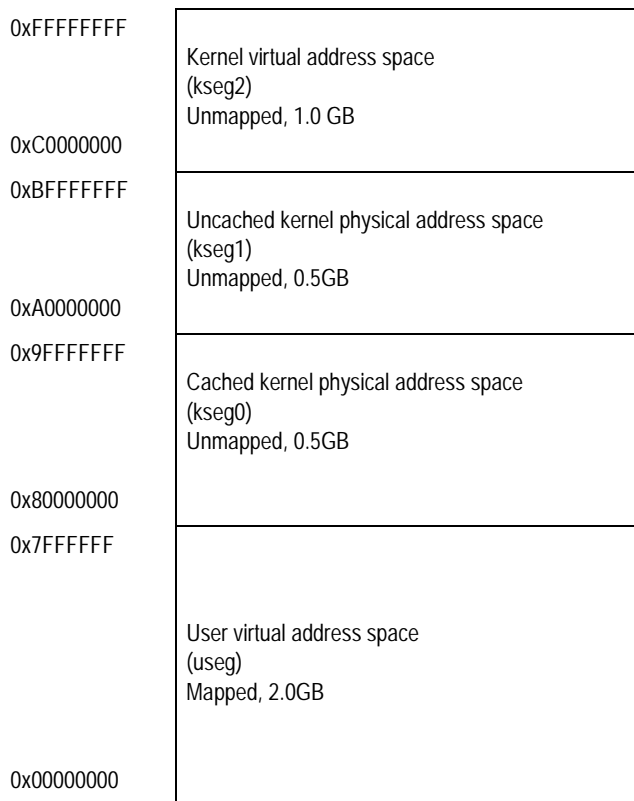 0xFFFFFFFF
Kernel virtual address space
(kseg2)
Unmapped, 1.0 GB
0xC0000000
0xBFFFFFFF
Uncached kernel physical address space
(kseg1)
Unmapped, 0.5GB
0xA0000000
0x9FFFFFFF
Cached kernel physical address space
(kseg0)
Unmapped, 0.5GB
0x80000000
0x7FFFFFF
User virtual address space
(useg)
Mapped, 2.0GB
0x00000000